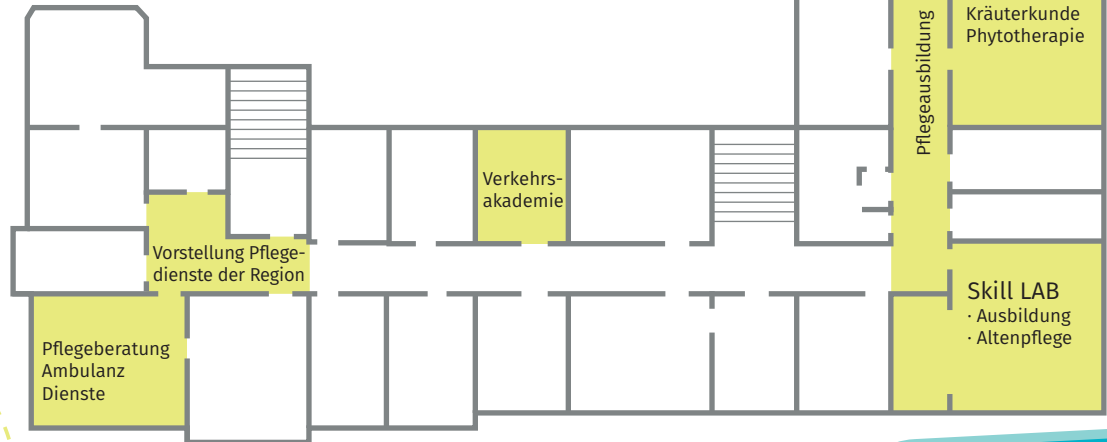 Kräuterkunde
Phytotherapie
Pflegeausbildung
Verkehrs-
akademie
Vorstellung Pflege-
dienste der Region
Skill LAB
· Ausbildung
· Altenpflege
Pflegeberatung
Ambulanz
Dienste